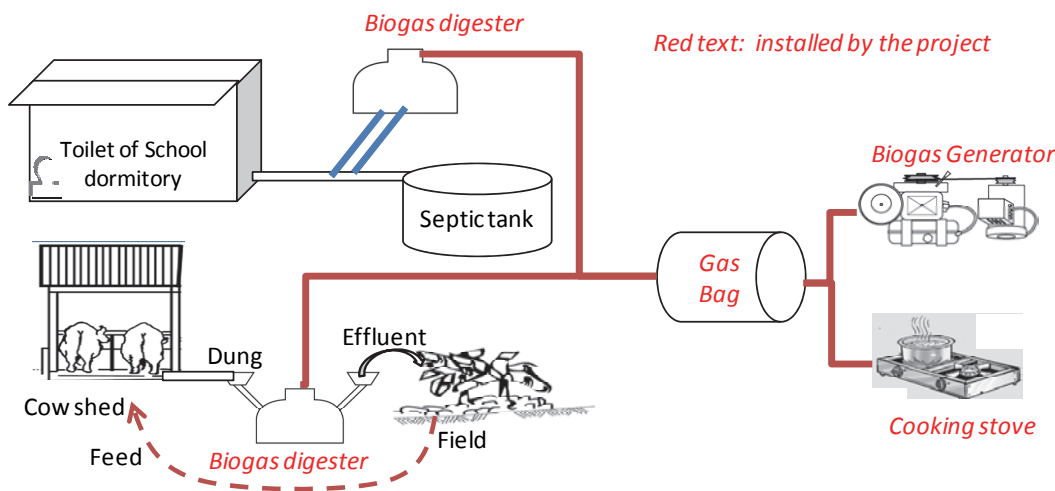 Biogas digester
Red text:  installed by the project
Toilet of School
dormitory
Biogas Generator
Septic tank
Gas
Bag
Effluent
Dung
Cow shed
Field
Cooking stove
Feed
Biogas digester